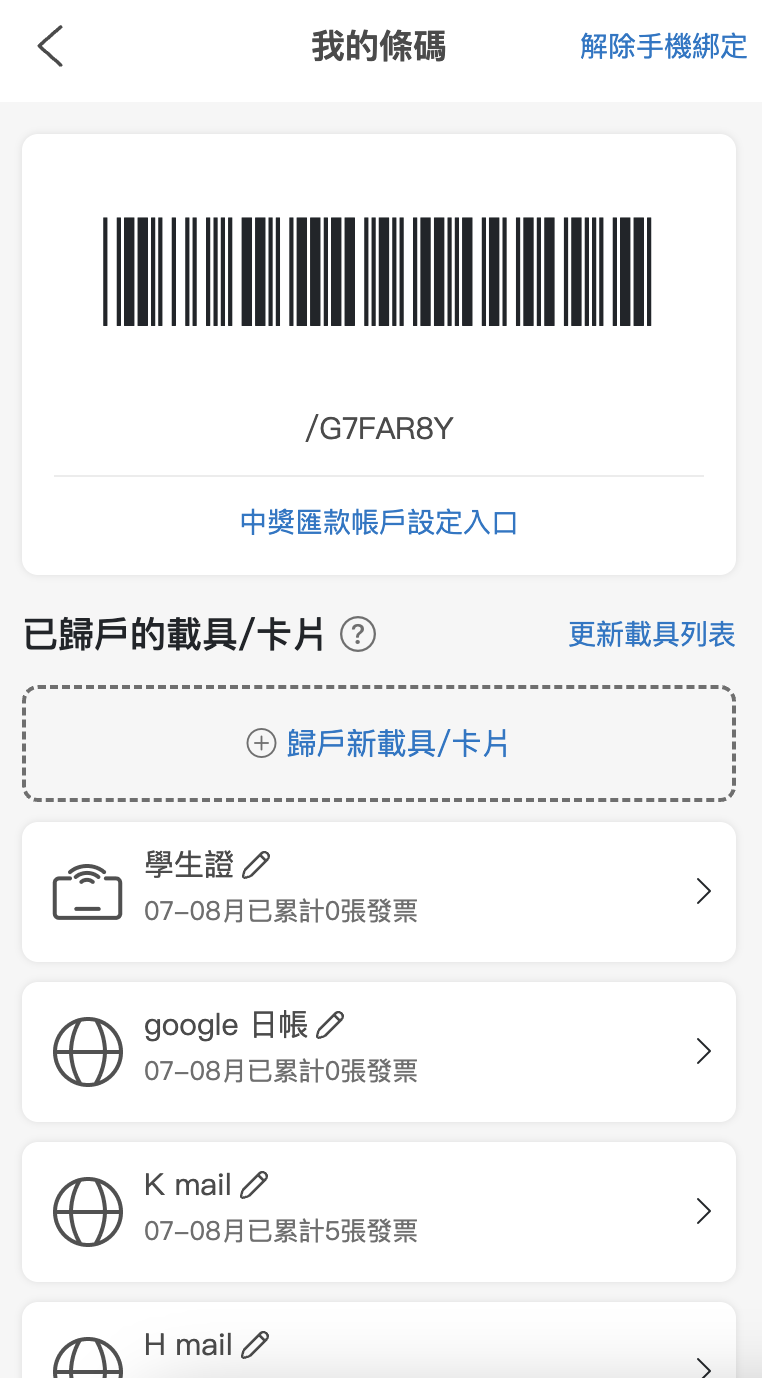 我的條碼
解除手機綁定
/G7FAR8Y
中獎匯款帳戶設定入口
已歸戶的載具/卡片 ?
更新載具列表
歸戶新載具/卡片
學生證
07-08月已累計0張發票
google 日帳
07-08月已累計0張發票
K mail
07-08月已累計5張發票
H mail